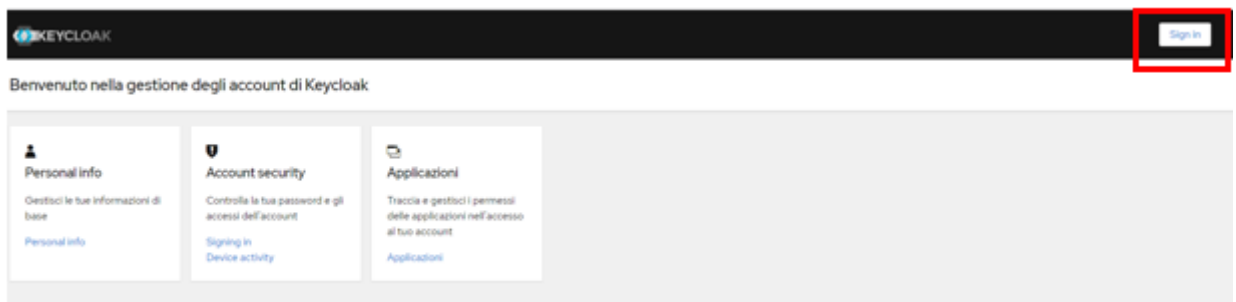 KEYCLOAK
Sign in
Benvenuto nella gestione degli account di Keycloak
Personal info
Gestisci le tue informazioni di
base
Personal info
Account security
Controlla la tua password e gli
accessi dell'account
Signing in
Device activity
Applicazioni
Traccia e gestisci i permessi
delle applicazioni nell'accesso
al tuo account
Applicazioni